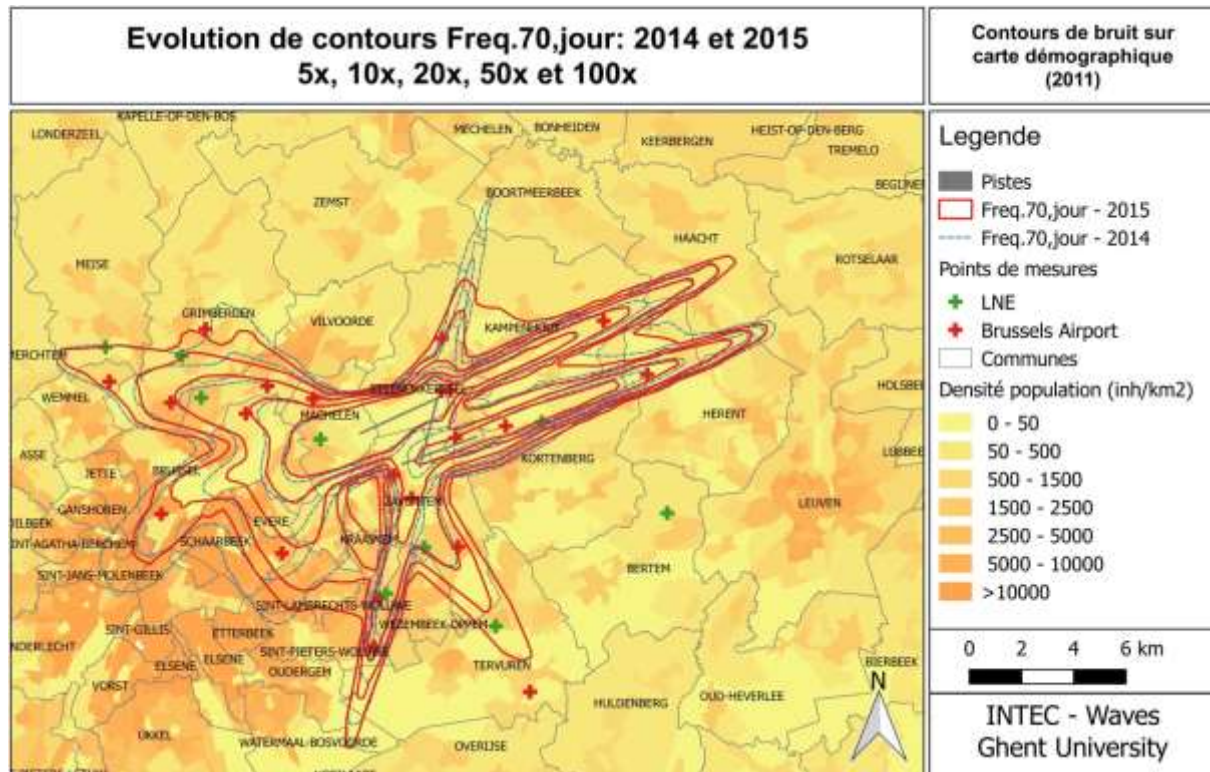 Evolution de contours Freq.70,jour: 2014 et 2015
5x, 10x, 20x, 50x et 100x
Contours de bruit sur
carte démographique
(2011)
KAPELLE-OP-DEN-BOS
LONDERZEEL
MECHELEN
BONHEIDEN
KEERBERGEN
HEIST-OP-DEN-BERG
TREMELO
BOORTMEERBEEK
ZEMST
HAACHT
ROTSELAAR
MEISE
GRIMBERGEN
VILVOORDE
WEMMEL
MACHELEN
HERENT
ASSE
JETTE
BRUSSEL
KORTENBERG
GANSHOREN
ZAVENTEM
LEUVEN
EVERE
SCHAARBEEK
KRAAINEM
SINT-JANS-MOLENBEEK
BERTEM
SINT-LAMBRECHTS-WOLUWE
WEZEMBEEK-OPPEM
SINT-GILLIS
ETTERBEEK
ELSENE
ELSENE
SINT-PIETERS-WOLUWE
OUDERGEM
TERVUREN
BIERBEEK
VORST
HULDENBERG
OUD-HEVERLEE
UKKEL
WATERMAAL-BOSVOORDE
OVERIJSE
N
Legende
Pistes
Freq.70,jour - 2015
Freq.70,jour - 2014
Points de mesures
LNE
Brussels Airport
Communes
Densité population (inh/km2)
0 - 50
50 - 500
500 - 1500
1500 - 2500
2500 - 5000
5000 - 10000
>10000
0 2 4 6 km
INTEC - Waves
Ghent University